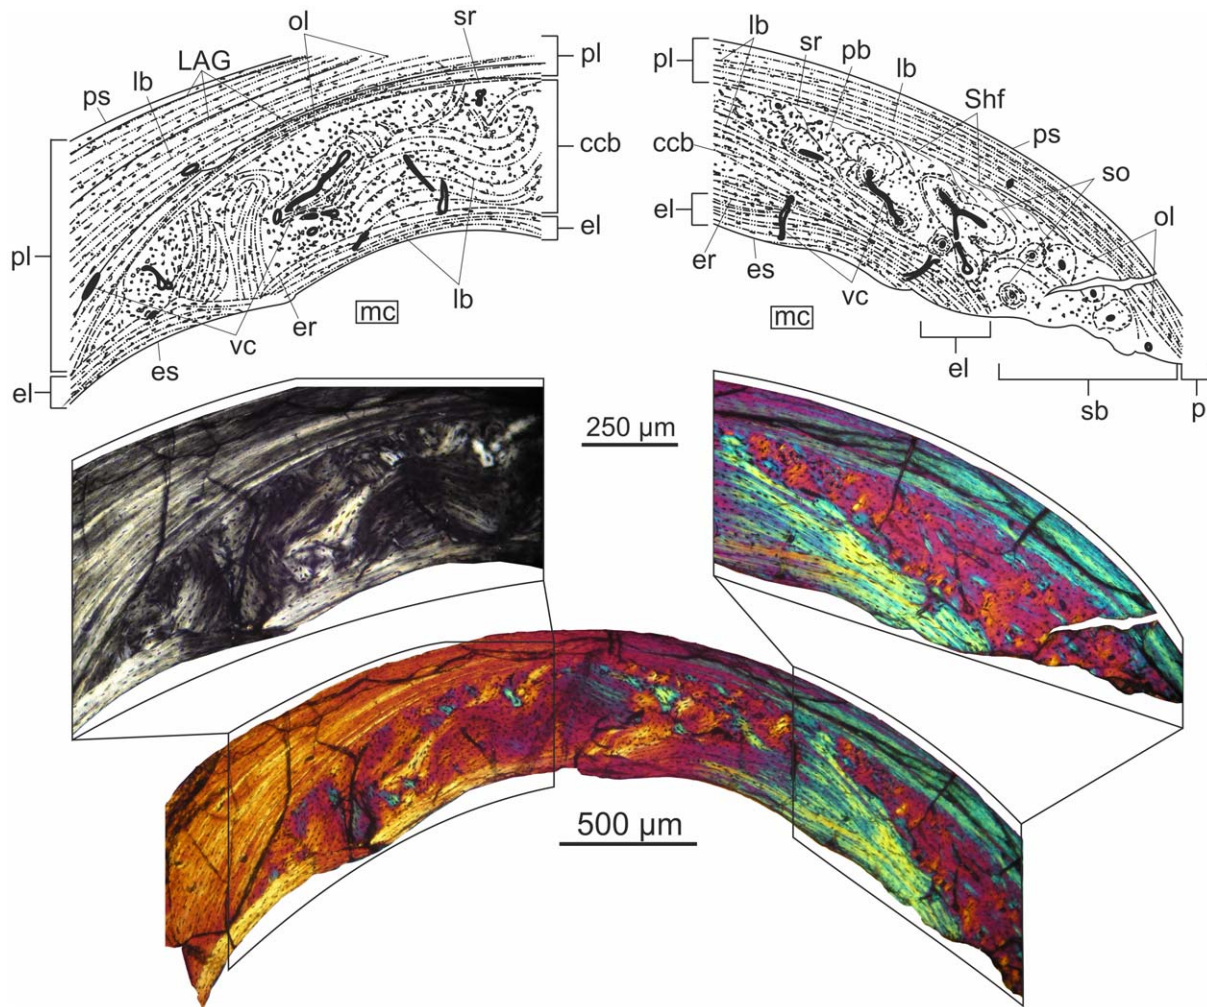 ol
sr
LAG
lb
ps
pl
ccb
el
pl
lb
el
vc
er
es
mc
lb
sr
pb
lb
Shf
pl
ps
so
ol
ccb
el
er
es
vc
mc
el
sb
p
250 µm
500 µm